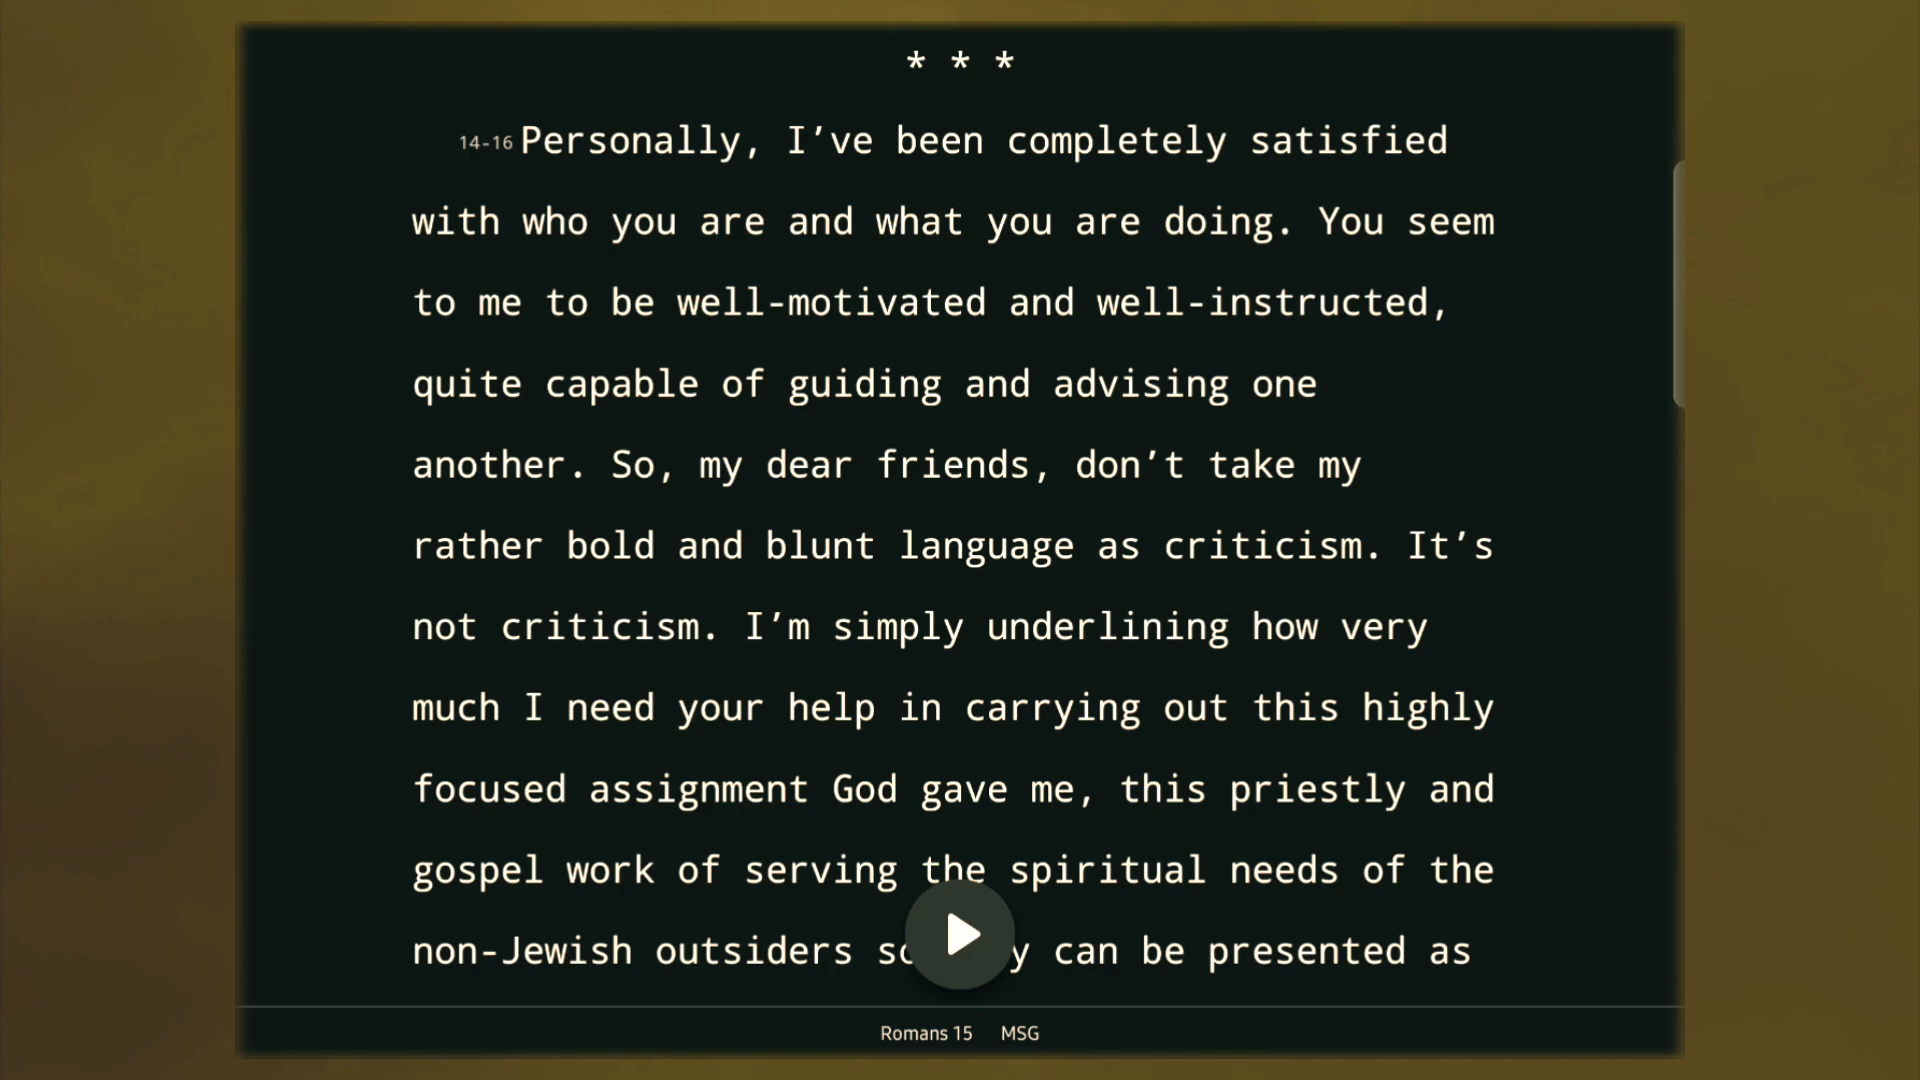 * * *
14-16 Personally, I’ve been completely satisfied
with who you are and what you are doing. You seem
to me to be well-motivated and well-instructed,
quite capable of guiding and advising one
another. So, my dear friends, don’t take my
rather bold and blunt language as criticism. It’s
not criticism. I’m simply underlining how very
much I need your help in carrying out this highly
focused assignment God gave me, this priestly and
gospel work of serving the spiritual needs of the
non-Jewish outsiders can be presented as
Romans 15 MSG